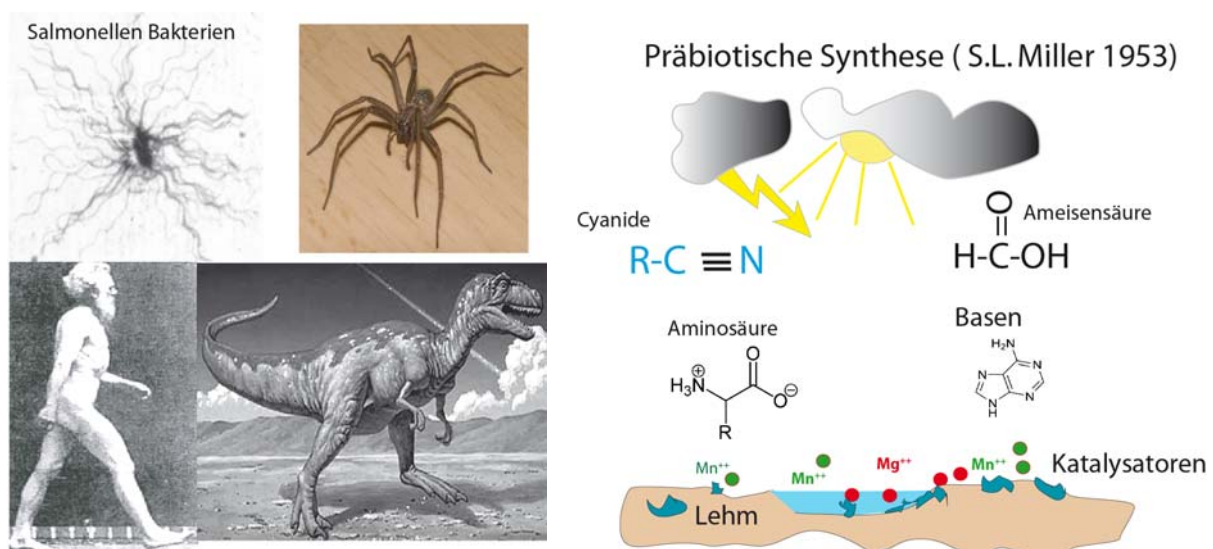 Salmonellen Bakterien
Präbiotische Synthese ( S.L. Miller 1953)
Cyanide
R-C ≡ N
Ameisensäure
O
H-C-OH
Aminosäure
O
H₃N⊕
O⊖
R
Basen
H₂N
N
N
N
N
H
Mn⁺⁺
Mn⁺⁺
Mg⁺⁺
Mn⁺⁺
Katalysatoren
Lehm